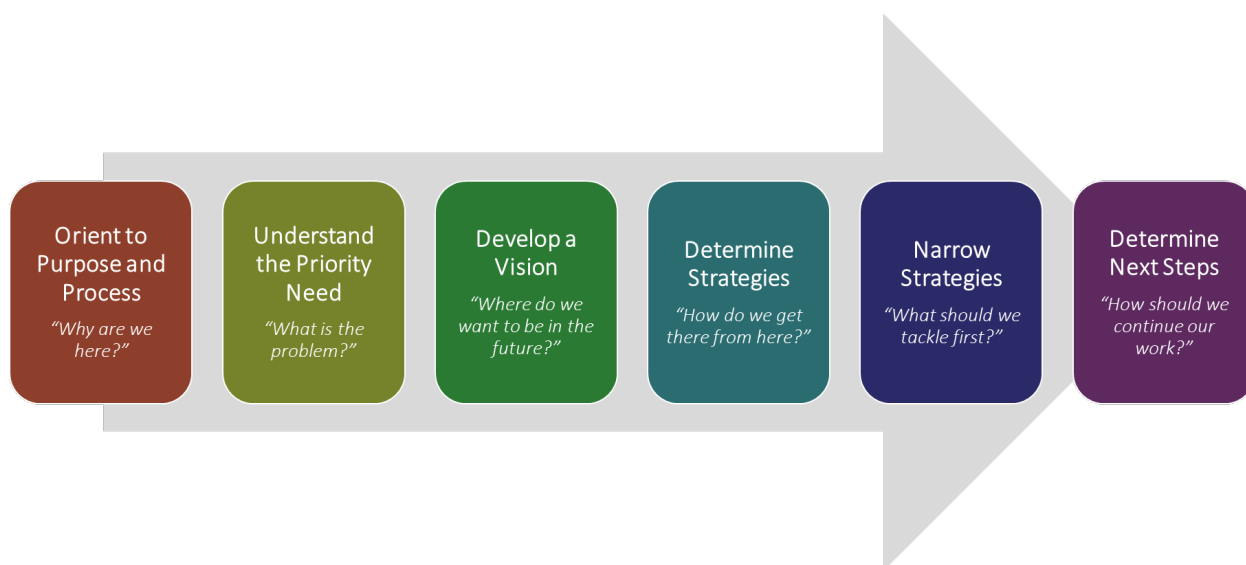 Orient to
Purpose and
Process
“Why are we
here?”
Understand
the Priority
Need
“What is the
problem?”
Develop a
Vision
“Where do we
want to be in the
future?”
Determine
Strategies
“How do we get
there from here?”
Narrow
Strategies
“What should we
tackle first?”
Determine
Next Steps
“How should we
continue our
work?”